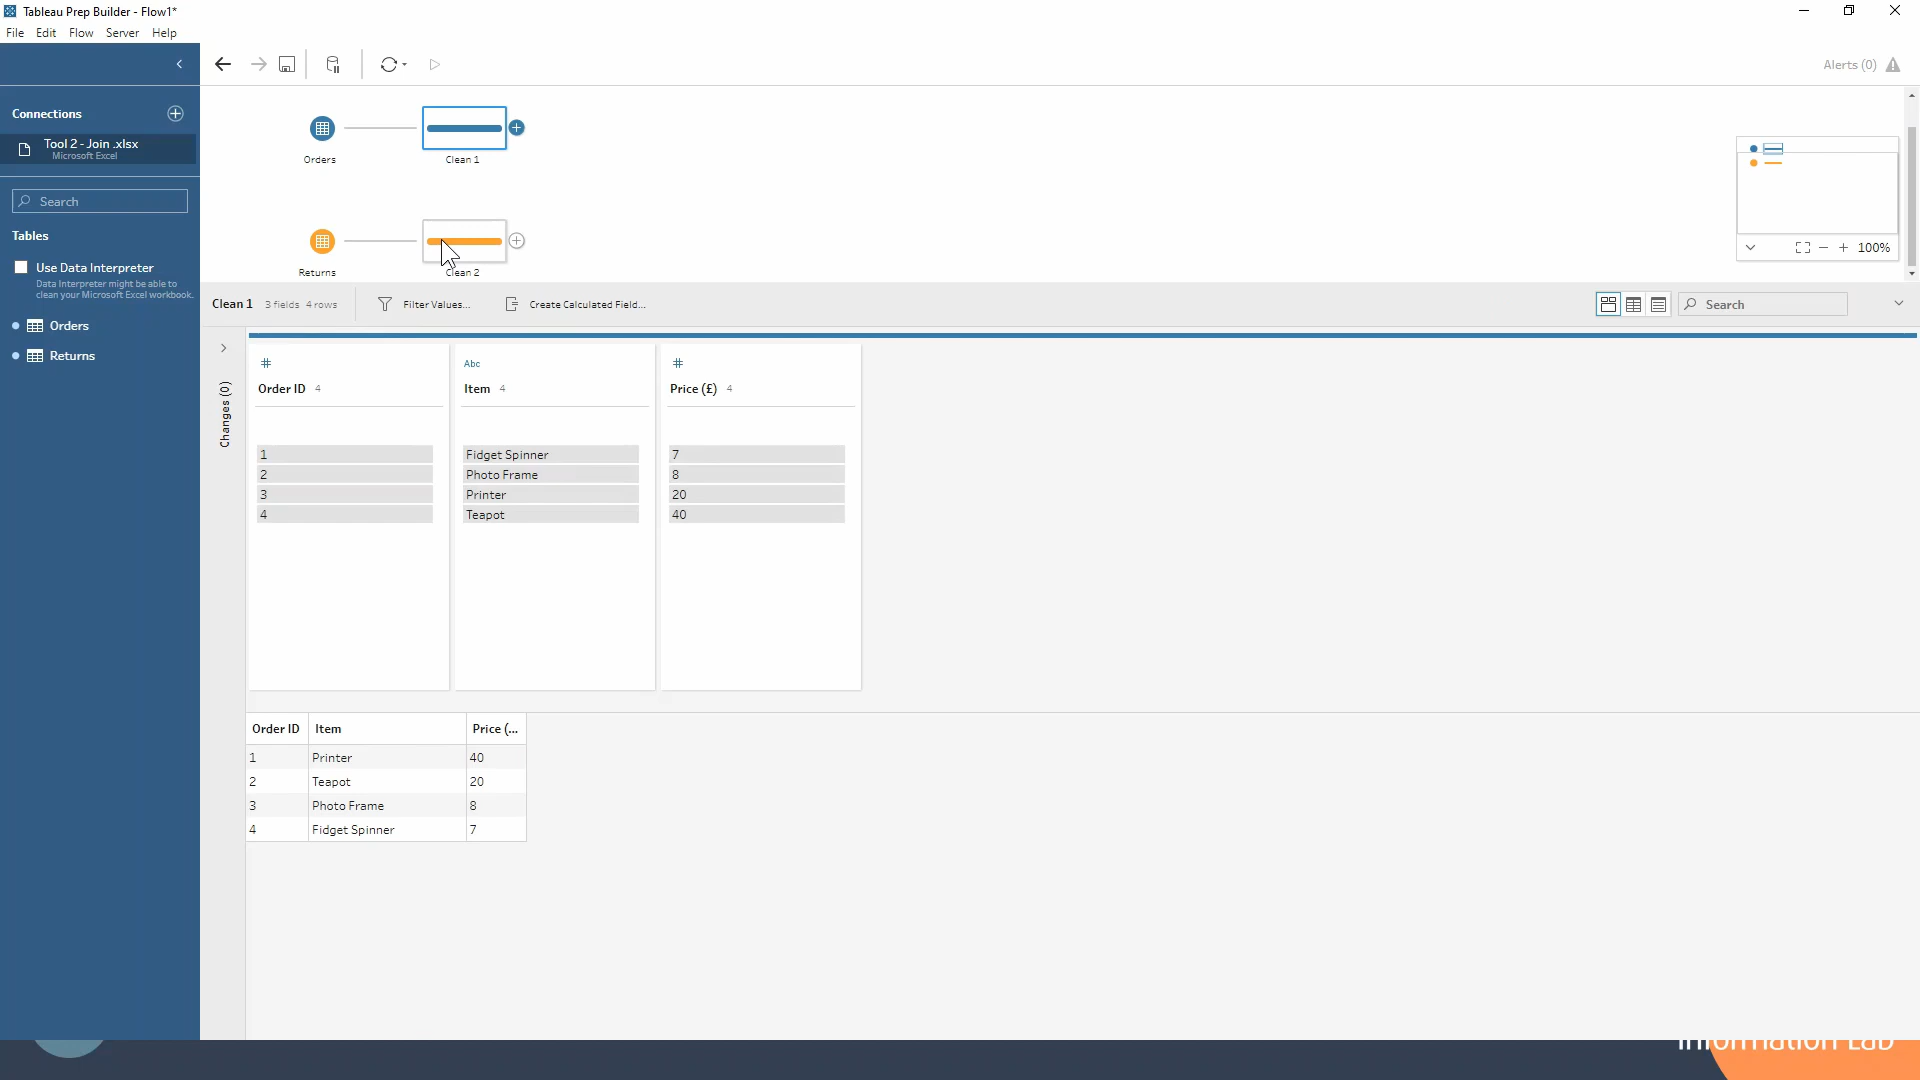 Tableau Prep Builder - Flow1*
File Edit Flow Server Help
Alerts (0)
Connections
Tool 2 - Join .xlsx
Microsoft Excel
Search
Tables
Use Data Interpreter
Data Interpreter might be able to
clean your Microsoft Excel workbook.
Orders
Returns
Orders
Clean 1
Returns
Clean 2
100%
Clean 1 3 fields 4 rows Filter Values... Create Calculated Field... Search
Changes (0)
# Abc #
Order ID 4 Item 4 Price (£) 4
1 Fidget Spinner 7
2 Photo Frame 8
3 Printer 20
4 Teapot 40
Order ID Item Price (...
1 Printer 40
2 Teapot 20
3 Photo Frame 8
4 Fidget Spinner 7
Information Lab